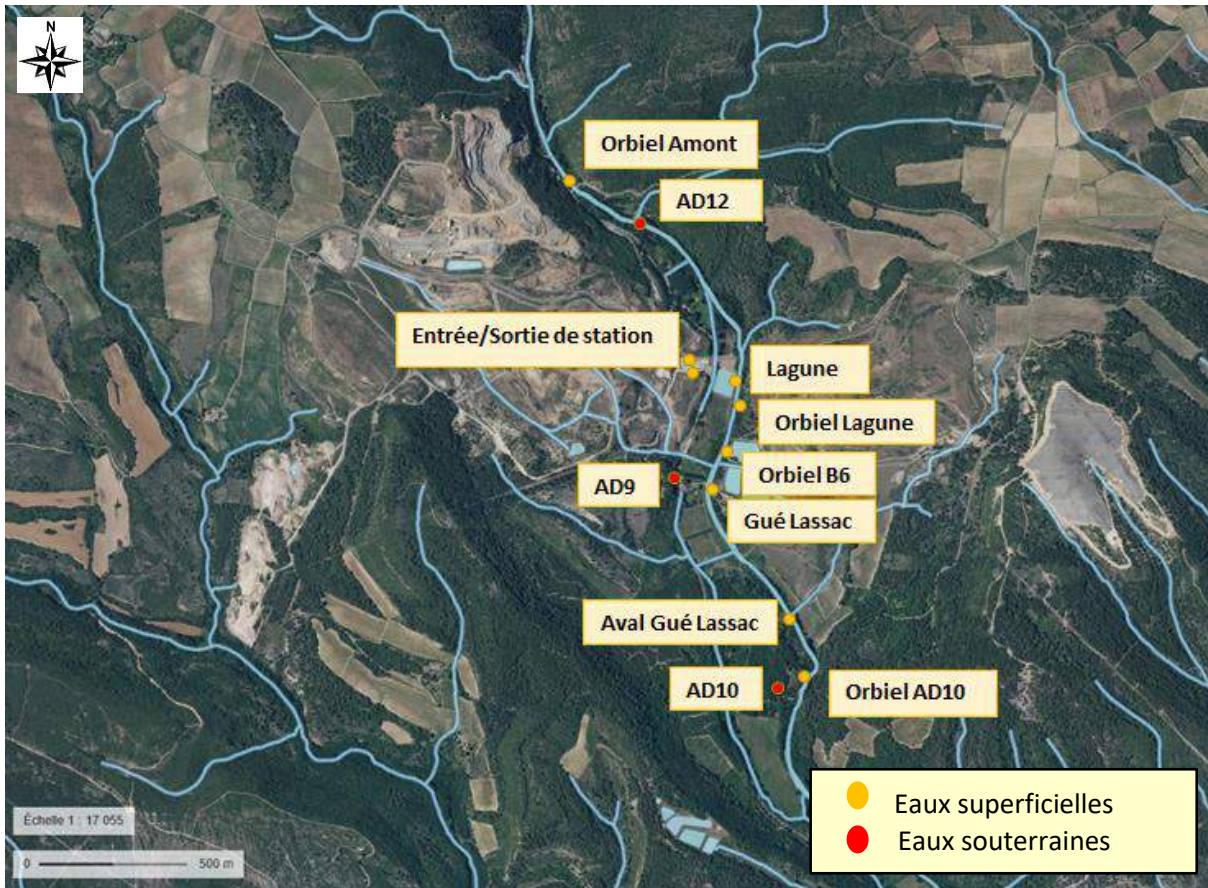 N
Orbiel Amont
AD12
Entrée/Sortie de station
Lagune
Orbiel Lagune
AD9
Orbiel B6
Gué Lassac
Aval Gué Lassac
AD10
Orbiel AD10
Eaux superficielles
Eaux souterraines
Échelle 1 : 17 055
0 500 m